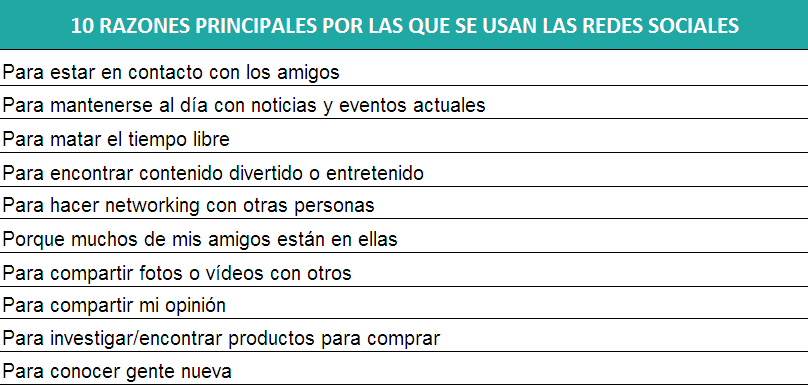 10 RAZONES PRINCIPALES POR LAS QUE SE USAN LAS REDES SOCIALES
Para estar en contacto con los amigos
Para mantenerse al día con noticias y eventos actuales
Para matar el tiempo libre
Para encontrar contenido divertido o entretenido
Para hacer networking con otras personas
Porque muchos de mis amigos están en ellas
Para compartir fotos o vídeos con otros
Para compartir mi opinión
Para investigar/encontrar productos para comprar
Para conocer gente nueva